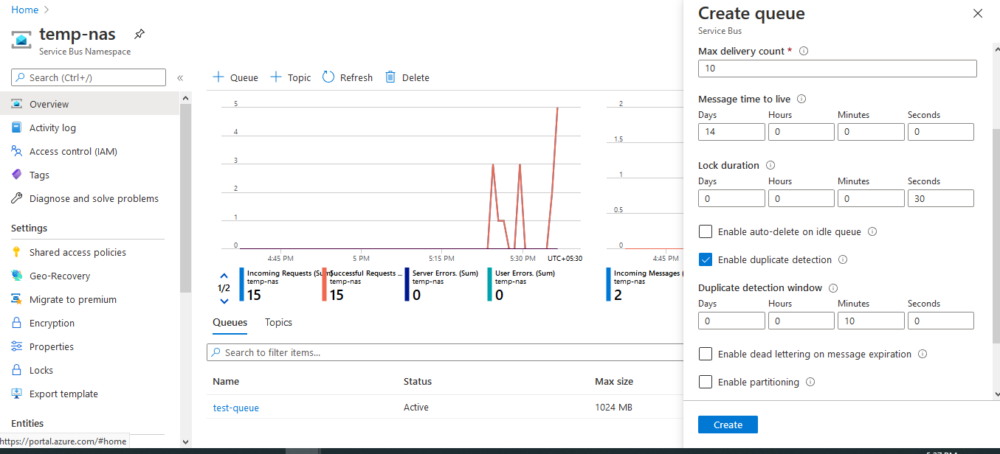 Home
temp-nas
Service Bus Namespace
Search (Ctrl+/)
«
Overview
Activity log
Access control (IAM)
Tags
Diagnose and solve problems
Settings
Shared access policies
Geo-Recovery
Migrate to premium
Encryption
Properties
Locks
Export template
Entities
https://portal.azure.com/#home
Queue
Topic
Refresh
Delete
5
4
3
2
1
0
4:45 PM 5 PM 5:15 PM 5:30 PM UTC+05:30
1/2
Incoming Requests (Sum)
temp-nas
15
Successful Requests ...
temp-nas
15
Server Errors. (Sum)
temp-nas
0
User Errors. (Sum)
temp-nas
0
2
1.5
1
0.5
0
4:45 PM
Incoming Messages (
temp-nas
2
Queues Topics
Search to filter items...
Name Status Max size
test-queue Active 1024 MB
Create queue
Service Bus
Max delivery count *
10
Message time to live
Days Hours Minutes Seconds
14 0 0 0
Lock duration
Days Hours Minutes Seconds
0 0 0 30
Enable auto-delete on idle queue
Enable duplicate detection
Duplicate detection window
Days Hours Minutes Seconds
0 0 10 0
Enable dead lettering on message expiration
Enable partitioning
Create